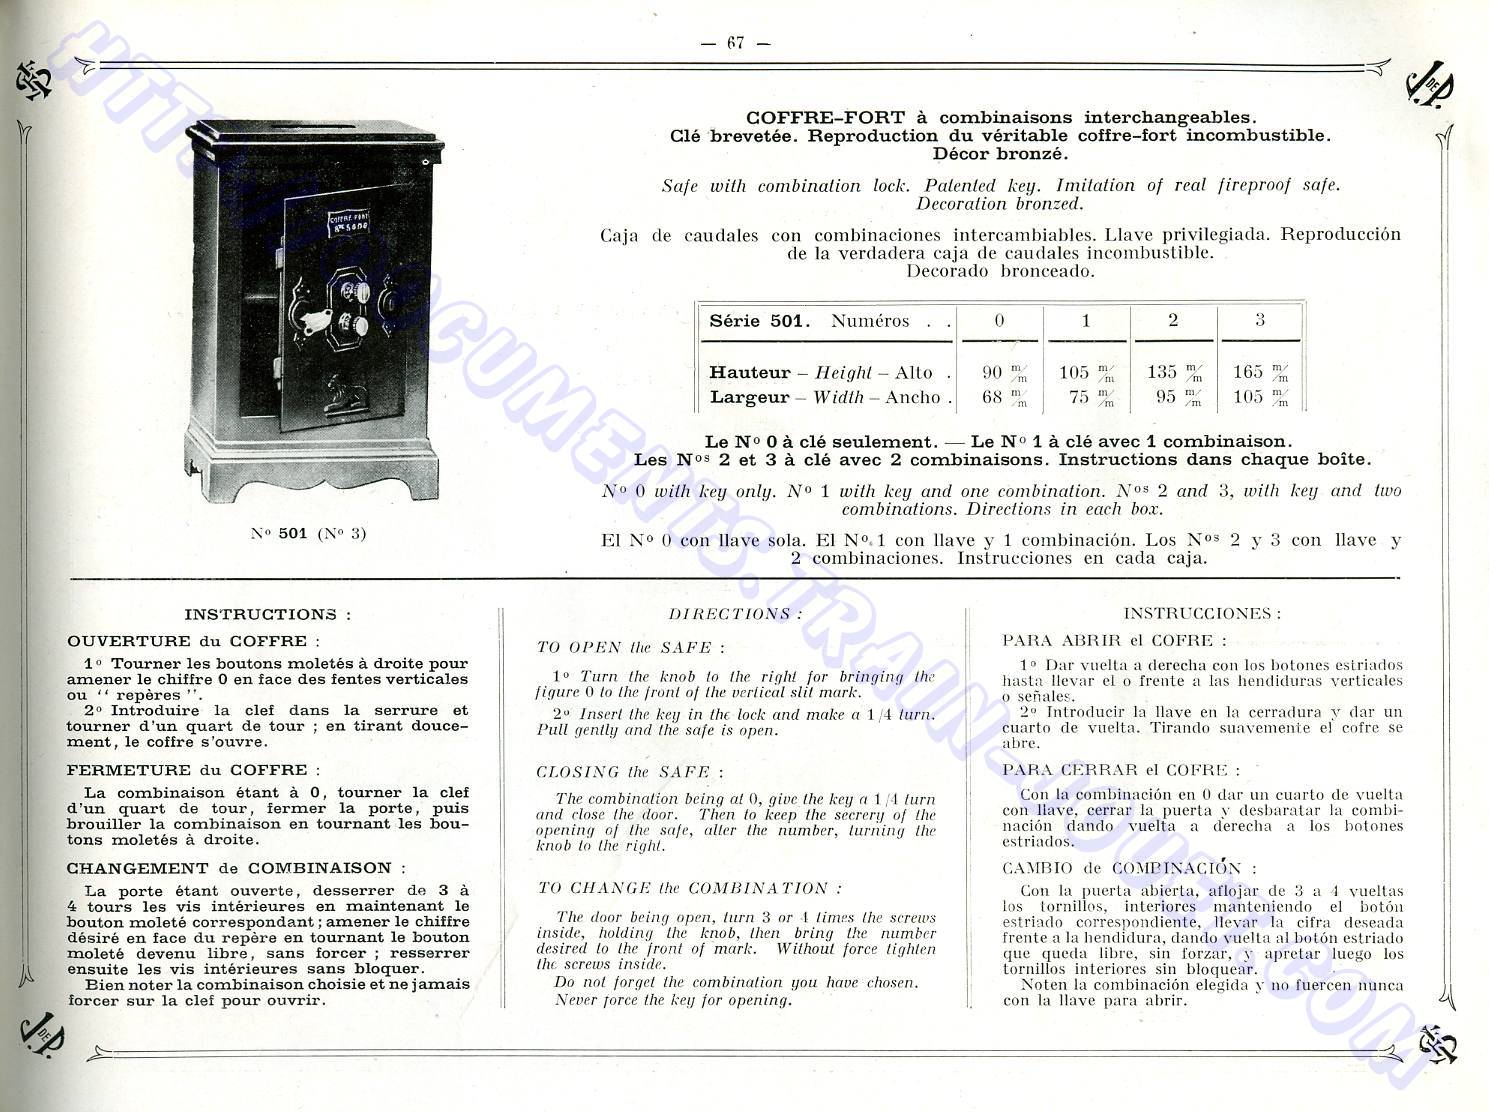 — 67 —
J. DE P.
COFFRE-FORT à combinaisons interchangeables.
Clé brevetée. Reproduction du véritable coffre-fort incombustible.
Décor bronzé.
Safe with combination lock. Patented key. Imitation of real fireproof safe.
Decoration bronzed.
Caja de caudales con combinaciones intercambiables. Llave privilegiada. Reproducción
de la verdadera caja de caudales incombustible.
Decorado bronceado.
COFFRE FORT
Nº 501 (Nº 3)
Série 501. Numéros . . 0 1 2 3
Hauteur – Height – Alto . 90 m/m 105 m/m 135 m/m 165 m/m
Largeur – Width – Ancho . 68 m/m 75 m/m 95 m/m 105 m/m
Le Nº 0 à clé seulement. — Le Nº 1 à clé avec 1 combinaison.
Les Nos 2 et 3 à clé avec 2 combinaisons. Instructions dans chaque boîte.
Nº 0 with key only. Nº 1 with key and one combination. Nos 2 and 3, with key and two
combinations. Directions in each box.
El Nº 0 con llave sola. El Nº 1 con llave y 1 combinación. Los Nos 2 y 3 con llave y
2 combinaciones. Instrucciones en cada caja.
INSTRUCTIONS :
OUVERTURE du COFFRE :
1º Tourner les boutons moletés à droite pour
amener le chiffre 0 en face des fentes verticales
ou “ repères ”.
2º Introduire la clef dans la serrure et
tourner d'un quart de tour ; en tirant douce-
ment, le coffre s'ouvre.
FERMETURE du COFFRE :
La combinaison étant à 0, tourner la clef
d'un quart de tour, fermer la porte, puis
brouiller la combinaison en tournant les bou-
tons moletés à droite.
CHANGEMENT de COMBINAISON :
La porte étant ouverte, desserrer de 3 à
4 tours les vis intérieures en maintenant le
bouton moleté correspondant ; amener le chiffre
désiré en face du repère en tournant le bouton
moleté devenu libre, sans forcer ; resserrer
ensuite les vis intérieures sans bloquer.
Bien noter la combinaison choisie et ne jamais
forcer sur la clef pour ouvrir.
DIRECTIONS :
TO OPEN the SAFE :
1º Turn the knob to the right for bringing the
figure 0 to the front of the vertical slit mark.
2º Insert the key in the lock and make a 1/4 turn.
Pull gently and the safe is open.
CLOSING the SAFE :
The combination being at 0, give the key a 1/4 turn
and close the door. Then to keep the secrery of the
opening of the safe, alter the number, turning the
knob to the right.
TO CHANGE the COMBINATION :
The door being open, turn 3 or 4 times the screws
inside, holding the knob, then bring the number
desired to the front of mark. Without force tighten
the screws inside.
Do not forget the combination you have chosen.
Never force the key for opening.
INSTRUCCIONES :
PARA ABRIR el COFRE :
1º Dar vuelta a derecha con los botones estriados
hasta llevar el o frente a las hendiduras verticales
o señales.
2º Introducir la llave en la cerradura y dar un
cuarto de vuelta. Tirando suavemente el cofre se
abre.
PARA CERRAR el COFRE :
Con la combinación en 0 dar un cuarto de vuelta
con llave, cerrar la puerta y desbaratar la combi-
nación dando vuelta a derecha a los botones
estriados.
CAMBIO de COMBINACIÓN :
Con la puerta abierta, aflojar de 3 a 4 vueltas
los tornillos, interiores manteniendo el botón
estriado correspondiente, llevar la cifra deseada
frente a la hendidura, dando vuelta al botón estriado
que queda libre, sin forzar, y apretar luego los
tornillos interiores sin bloquear.
Noten la combinación elegida y no fuercen nunca
con la llave para abrir.
J. DE P.